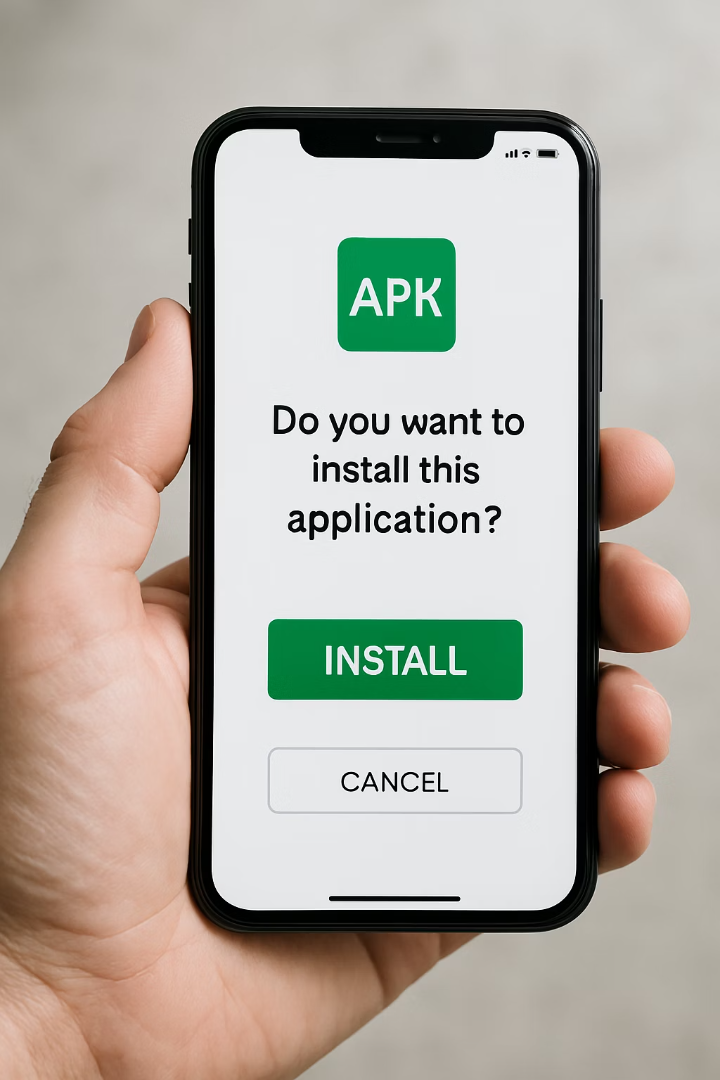 APK
Do you want to
install this
application?
INSTALL
CANCEL